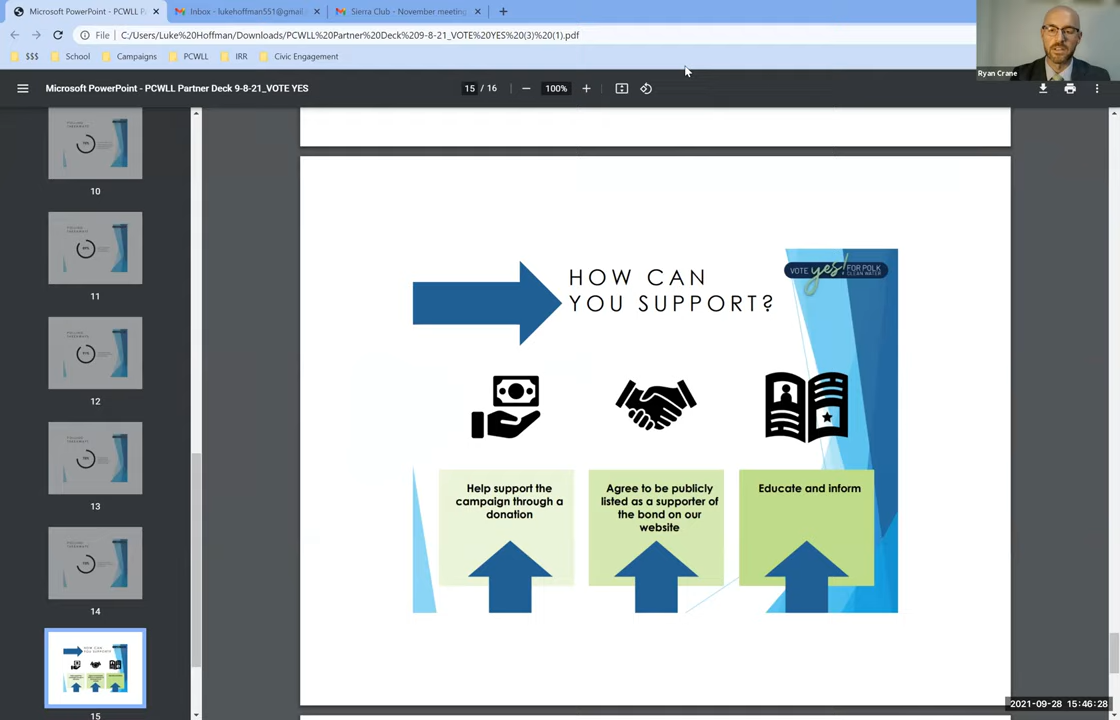 Microsoft PowerPoint - PCWLL P
Inbox - lukehoffman551@gmail.
Sierra Club - November meeting
File
C:/Users/Luke%20Hoffman/Downloads/PCWLL%20Partner%20Deck%209-8-21_VOTE%20YES%20(3)%20(1).pdf
Ryan Crane
$$$
School
Campaigns
PCWLL
IRR
Civic Engagement
Microsoft PowerPoint - PCWLL Partner Deck 9-8-21_VOTE YES
15 / 16
100%
10
11
12
13
14
15
HOW CAN
YOU SUPPORT?
VOTE yes! FOR POLK
CLEAN WATER
Help support the
campaign through a
donation
Agree to be publicly
listed as a supporter of
the bond on our
website
Educate and inform
2021-09-28 15:46:28